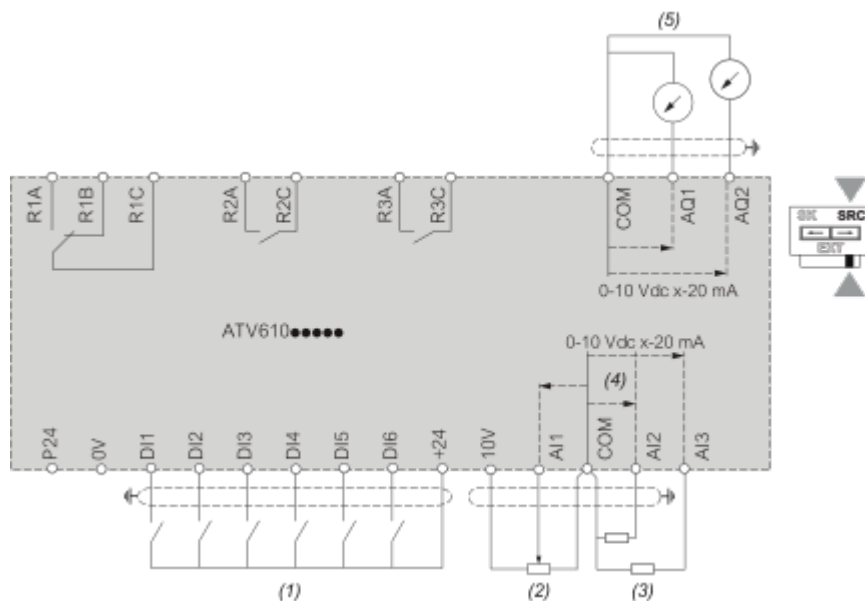 (5)
R1A R1B R1C R2A R2C R3A R3C COM AQ1 AQ2
SK SRC
EXT
0-10 Vdc x-20 mA
ATV610●●●●●
0-10 Vdc x-20 mA
(4)
P24 0V DI1 DI2 DI3 DI4 DI5 DI6 +24 10V AI1 COM AI2 AI3
(1) (2) (3)